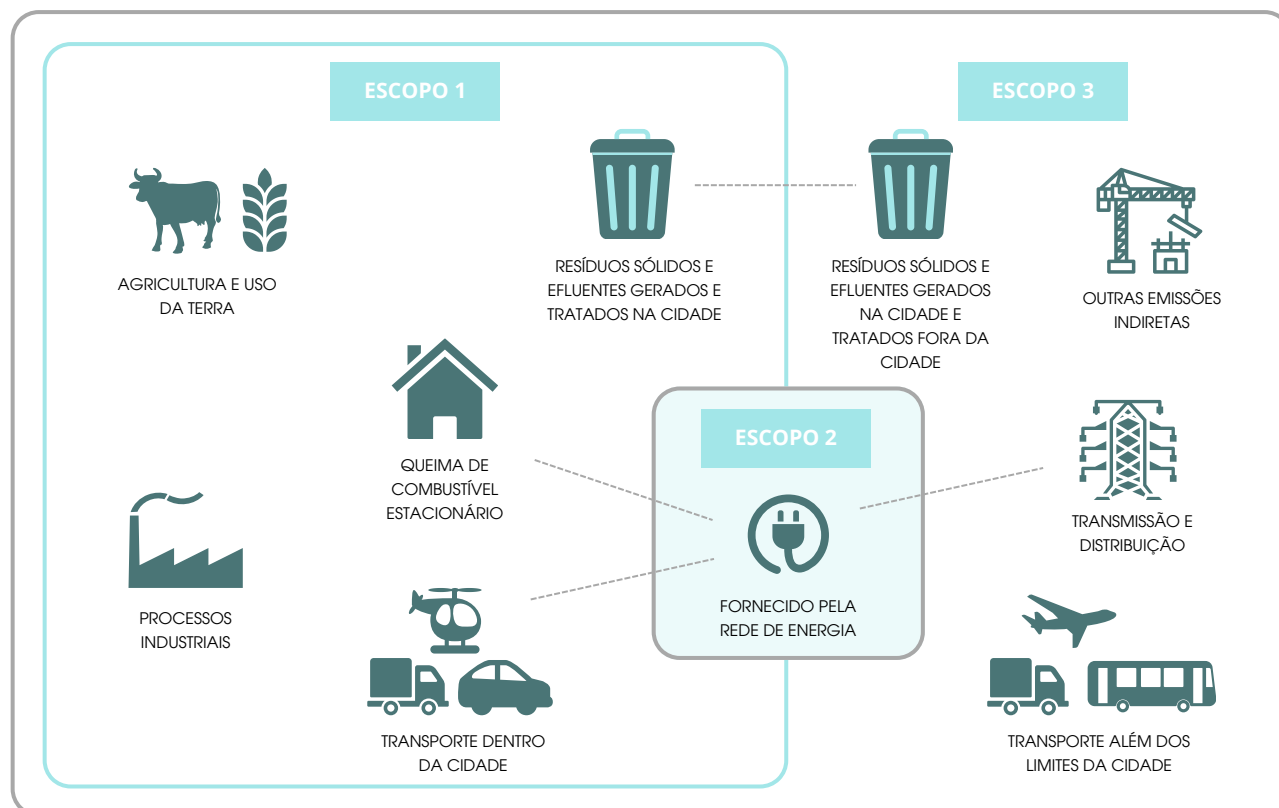 ESCOPO 1
ESCOPO 3
AGRICULTURA E USO
DA TERRA
RESÍDUOS SÓLIDOS E
EFLUENTES GERADOS E
TRATADOS NA CIDADE
RESÍDUOS SÓLIDOS E
EFLUENTES GERADOS
NA CIDADE E
TRATADOS FORA DA
CIDADE
OUTRAS EMISSÕES
INDIRETAS
QUEIMA DE
COMBUSTÍVEL
ESTACIONÁRIO
ESCOPO 2
TRANSMISSÃO E
DISTRIBUIÇÃO
PROCESSOS
INDUSTRIAIS
FORNECIDO PELA
REDE DE ENERGIA
TRANSPORTE DENTRO
DA CIDADE
TRANSPORTE ALÉM DOS
LIMITES DA CIDADE